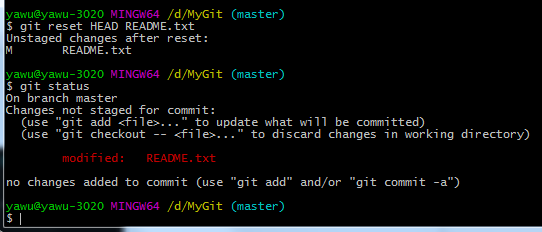 yawu@yawu-3020 MINGW64 /d/MyGit (master)
$ git reset HEAD README.txt
Unstaged changes after reset:
M       README.txt
yawu@yawu-3020 MINGW64 /d/MyGit (master)
$ git status
On branch master
Changes not staged for commit:
  (use "git add <file>..." to update what will be committed)
  (use "git checkout -- <file>..." to discard changes in working directory)
        modified:   README.txt
no changes added to commit (use "git add" and/or "git commit -a")
yawu@yawu-3020 MINGW64 /d/MyGit (master)
$